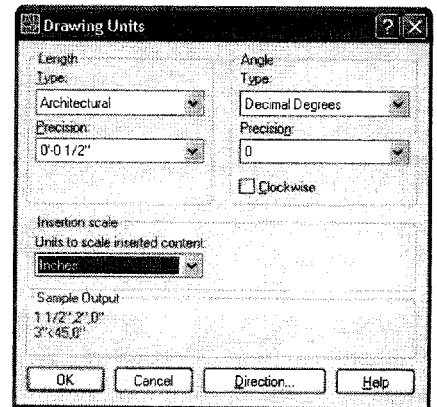 Drawing Units
Length
Type:
Architectural
Precision:
0'-0 1/2"
Angle
Type:
Decimal Degrees
Precision:
0
Clockwise
Insertion scale
Units to scale inserted content:
Inches
Sample Output
1 1/2",2",0"
3"<45,0"
OK
Cancel
Direction...
Help